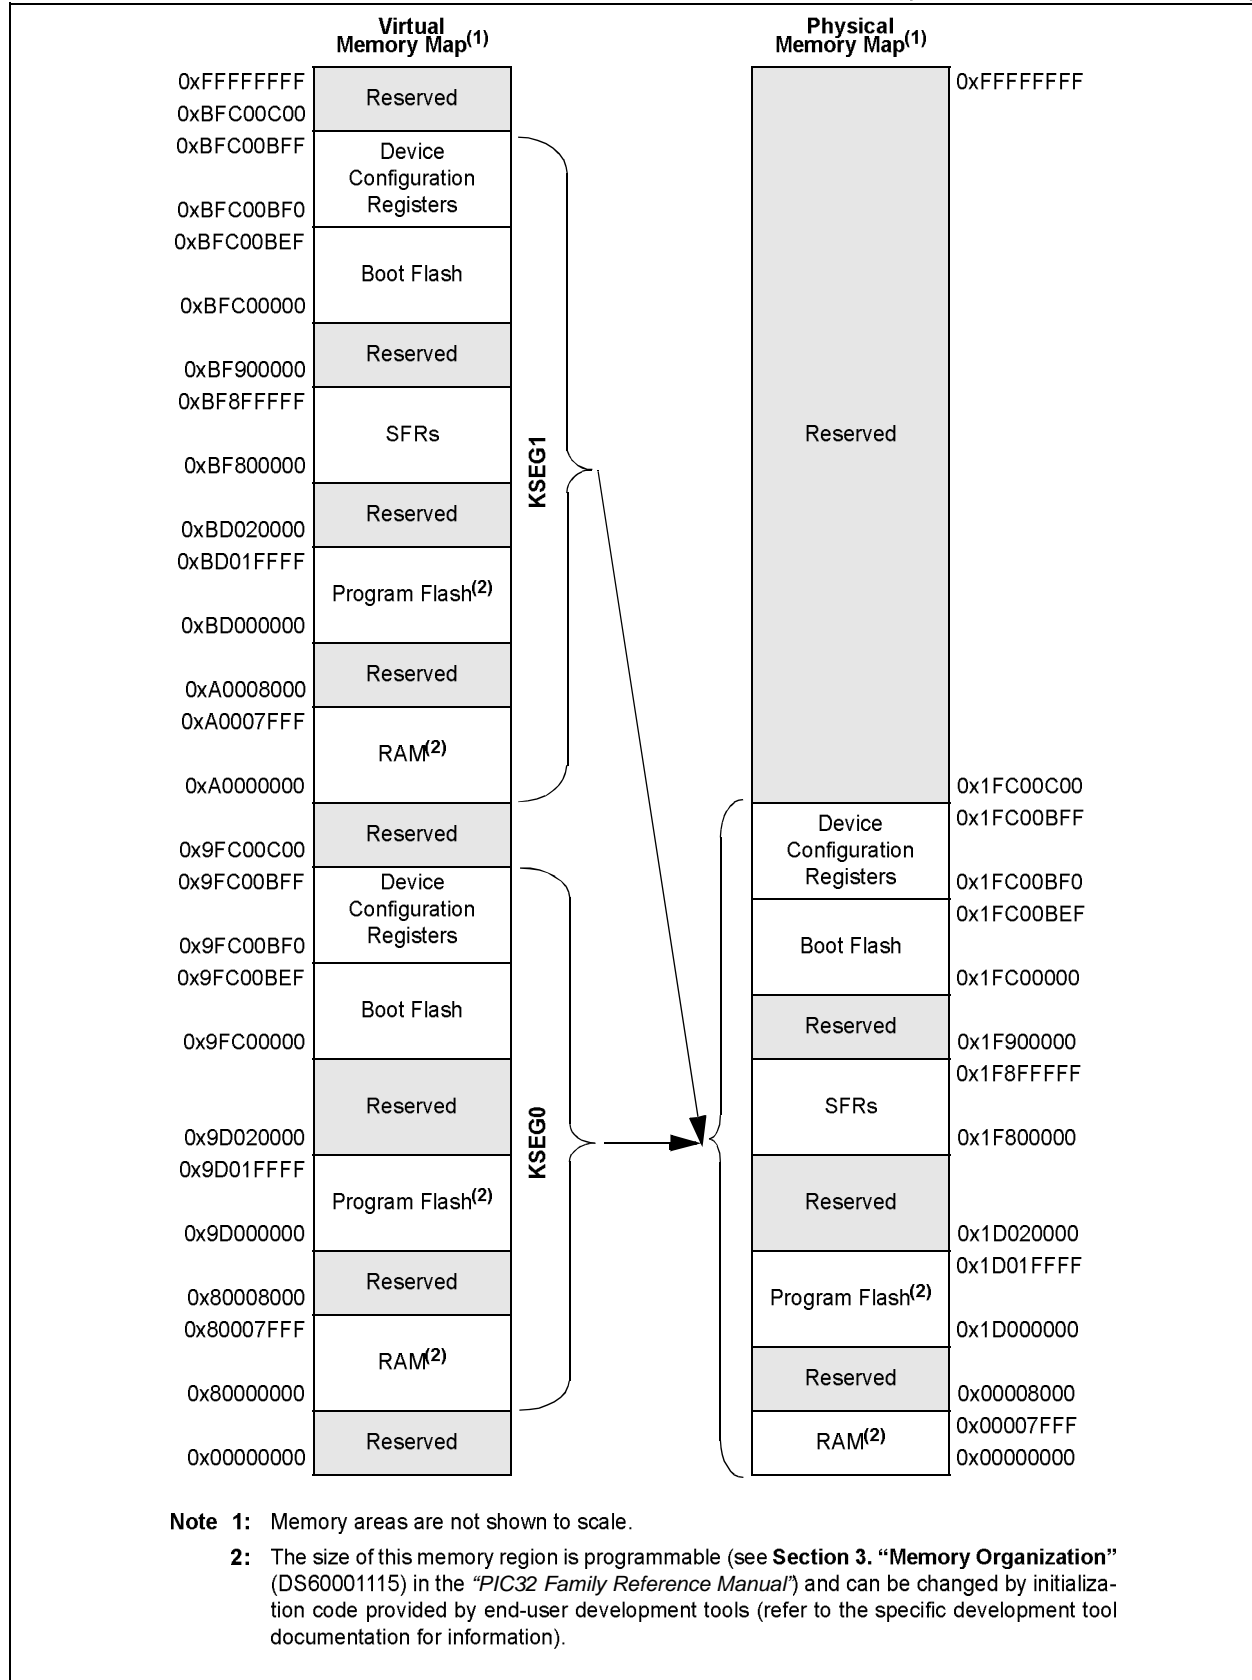 Virtual
Memory Map(1)
Physical
Memory Map(1)
0xFFFFFFFF
Reserved
0xBFC00C00
0xBFC00BFF
Device
Configuration
Registers
0xBFC00BF0
0xBFC00BEF
Boot Flash
0xBFC00000
Reserved
0xBF900000
0xBF8FFFFF
SFRs
0xBF800000
Reserved
0xBD020000
0xBD01FFFF
Program Flash(2)
0xBD000000
Reserved
0xA0008000
0xA0007FFF
RAM(2)
0xA0000000
Reserved
0x9FC00C00
0x9FC00BFF
Device
Configuration
Registers
0x9FC00BF0
0x9FC00BEF
Boot Flash
0x9FC00000
Reserved
0x9D020000
0x9D01FFFF
Program Flash(2)
0x9D000000
Reserved
0x80008000
0x80007FFF
RAM(2)
0x80000000
Reserved
0x00000000
KSEG1
KSEG0
0xFFFFFFFF
Reserved
0x1FC00C00
0x1FC00BFF
Device
Configuration
Registers
0x1FC00BF0
0x1FC00BEF
Boot Flash
0x1FC00000
Reserved
0x1F900000
0x1F8FFFFF
SFRs
0x1F800000
Reserved
0x1D020000
0x1D01FFFF
Program Flash(2)
0x1D000000
Reserved
0x00008000
0x00007FFF
RAM(2)
0x00000000
Note 1: Memory areas are not shown to scale.
2: The size of this memory region is programmable (see Section 3. “Memory Organization”
(DS60001115) in the “PIC32 Family Reference Manual”) and can be changed by initializa-
tion code provided by end-user development tools (refer to the specific development tool
documentation for information).